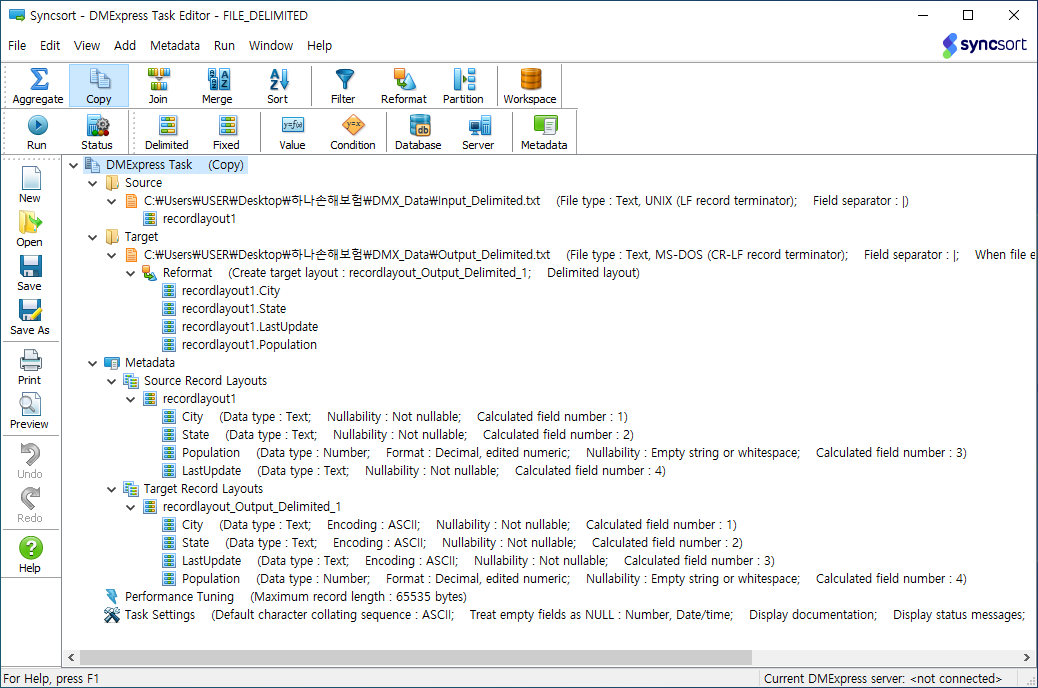 Syncsort - DMExpress Task Editor - FILE_DELIMITED
File Edit View Add Metadata Run Window Help
syncsort
Aggregate Copy Join Merge Sort Filter Reformat Partition Workspace
Run Status Delimited Fixed Value Condition Database Server Metadata
New
Open
Save
Save As
Print
Preview
Undo
Redo
Help
DMExpress Task (Copy)
Source
C:₩Users₩USER₩Desktop₩하나손해보험₩DMX_Data₩Input_Delimited.txt (File type : Text, UNIX (LF record terminator); Field separator : |)
recordlayout1
Target
C:₩Users₩USER₩Desktop₩하나손해보험₩DMX_Data₩Output_Delimited.txt (File type : Text, MS-DOS (CR-LF record terminator); Field separator : |; When file e
Reformat (Create target layout : recordlayout_Output_Delimited_1; Delimited layout)
recordlayout1.City
recordlayout1.State
recordlayout1.LastUpdate
recordlayout1.Population
Metadata
Source Record Layouts
recordlayout1
City (Data type : Text; Nullability : Not nullable; Calculated field number : 1)
State (Data type : Text; Nullability : Not nullable; Calculated field number : 2)
Population (Data type : Number; Format : Decimal, edited numeric; Nullability : Empty string or whitespace; Calculated field number : 3)
LastUpdate (Data type : Text; Nullability : Not nullable; Calculated field number : 4)
Target Record Layouts
recordlayout_Output_Delimited_1
City (Data type : Text; Encoding : ASCII; Nullability : Not nullable; Calculated field number : 1)
State (Data type : Text; Encoding : ASCII; Nullability : Not nullable; Calculated field number : 2)
LastUpdate (Data type : Text; Encoding : ASCII; Nullability : Not nullable; Calculated field number : 3)
Population (Data type : Number; Format : Decimal, edited numeric; Nullability : Empty string or whitespace; Calculated field number : 4)
Performance Tuning (Maximum record length : 65535 bytes)
Task Settings (Default character collating sequence : ASCII; Treat empty fields as NULL : Number, Date/time; Display documentation; Display status messages;
For Help, press F1
Current DMExpress server: <not connected>